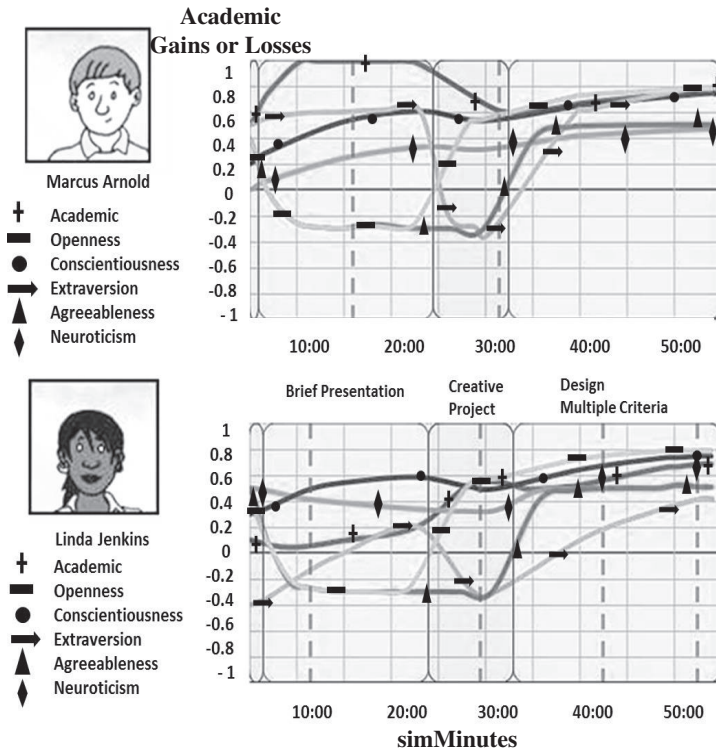 Academic
Gains or Losses
1
0.8
0.6
0.4
0.2
0
-0.2
-0.4
-0.6
-0.8
-1
Marcus Arnold
Academic
Openness
Conscientiousness
Extraversion
Agreeableness
Neuroticism
10:00 20:00 30:00 40:00 50:00
Brief Presentation
Creative
Project
Design
Multiple Criteria
1
0.8
0.6
0.4
0.2
0
-0.2
-0.4
-0.6
-0.8
-1
Linda Jenkins
Academic
Openness
Conscientiousness
Extraversion
Agreeableness
Neuroticism
10:00 20:00 30:00 40:00 50:00
simMinutes